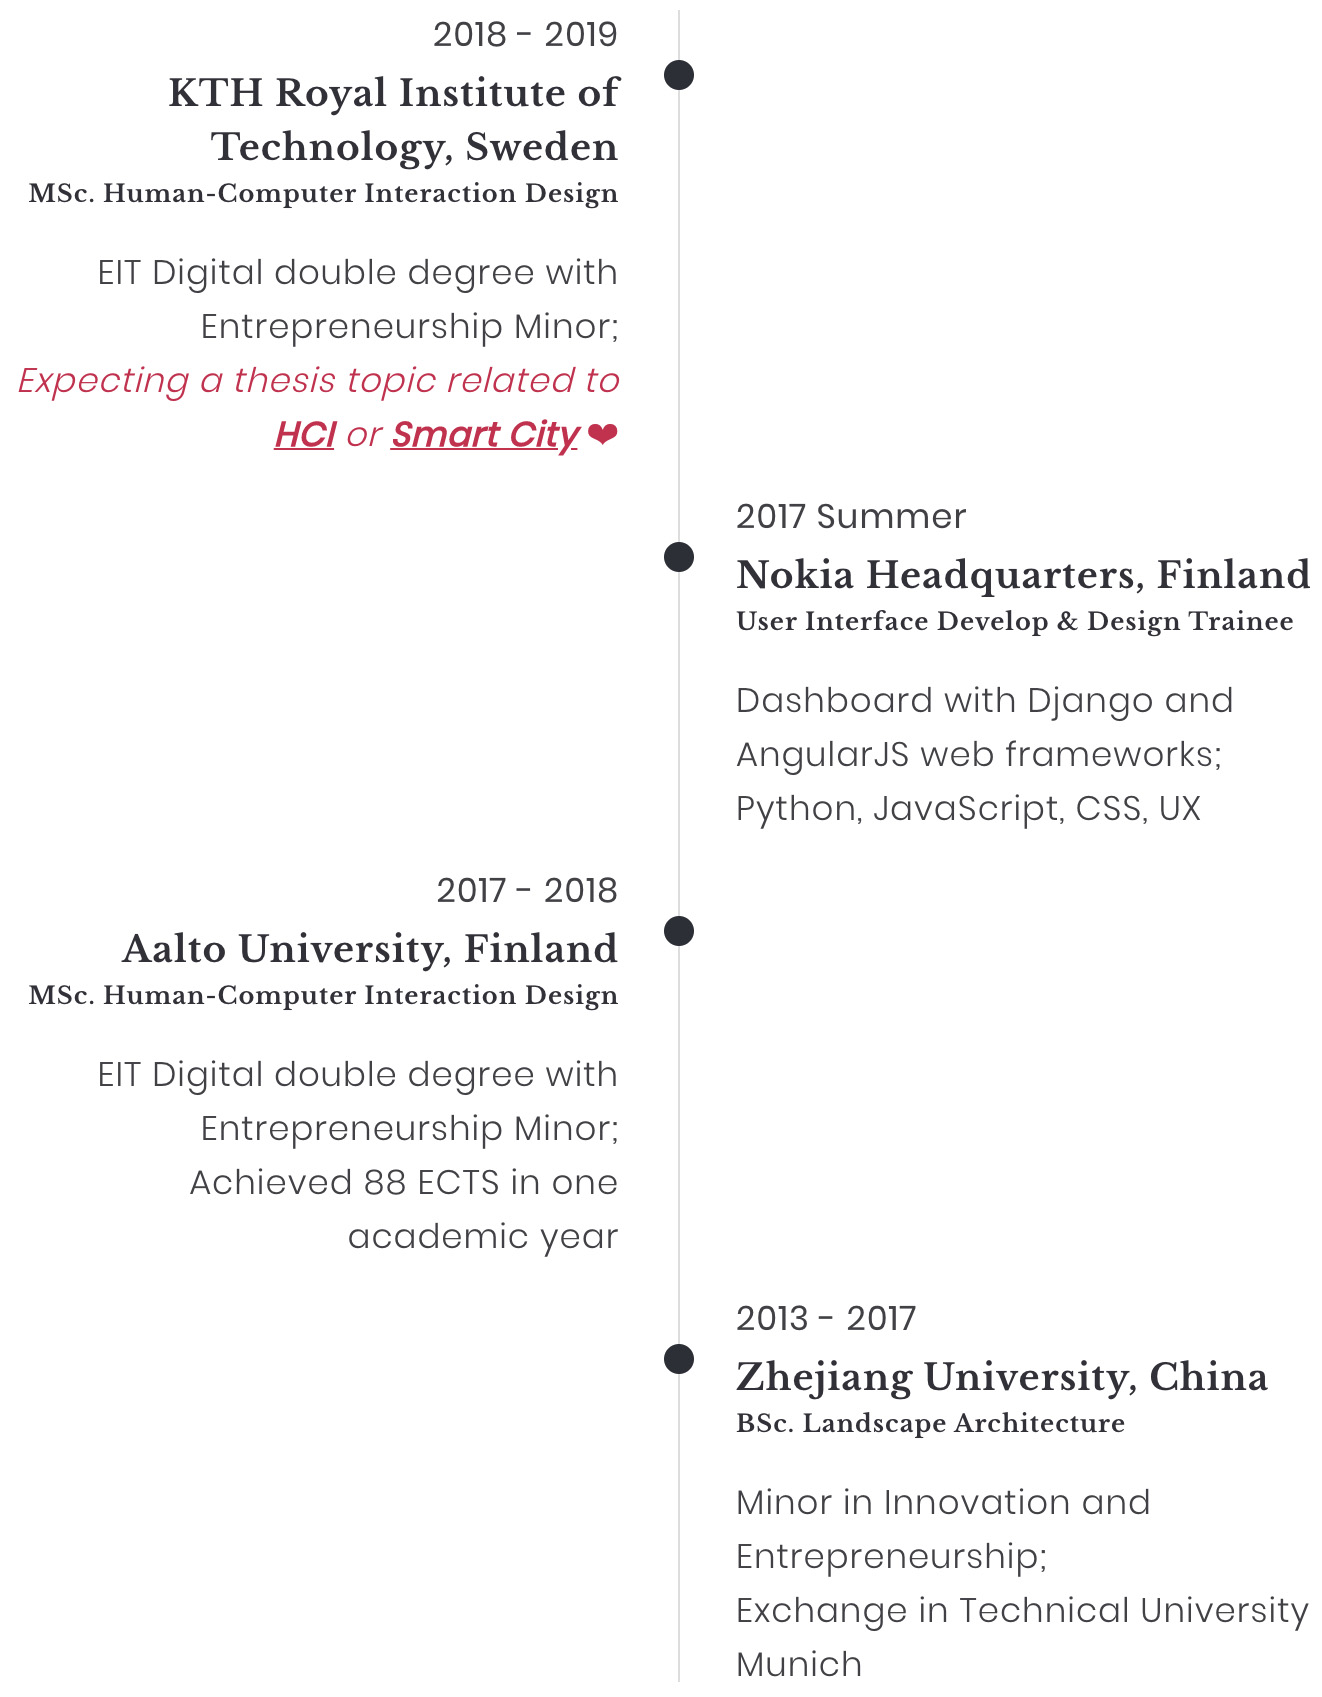 2018 - 2019
KTH Royal Institute of
Technology, Sweden
MSc. Human-Computer Interaction Design
EIT Digital double degree with
Entrepreneurship Minor;
Expecting a thesis topic related to
HCI or Smart City ❤
2017 Summer
Nokia Headquarters, Finland
User Interface Develop & Design Trainee
Dashboard with Django and
AngularJS web frameworks;
Python, JavaScript, CSS, UX
2017 - 2018
Aalto University, Finland
MSc. Human-Computer Interaction Design
EIT Digital double degree with
Entrepreneurship Minor;
Achieved 88 ECTS in one
academic year
2013 - 2017
Zhejiang University, China
BSc. Landscape Architecture
Minor in Innovation and
Entrepreneurship;
Exchange in Technical University
Munich